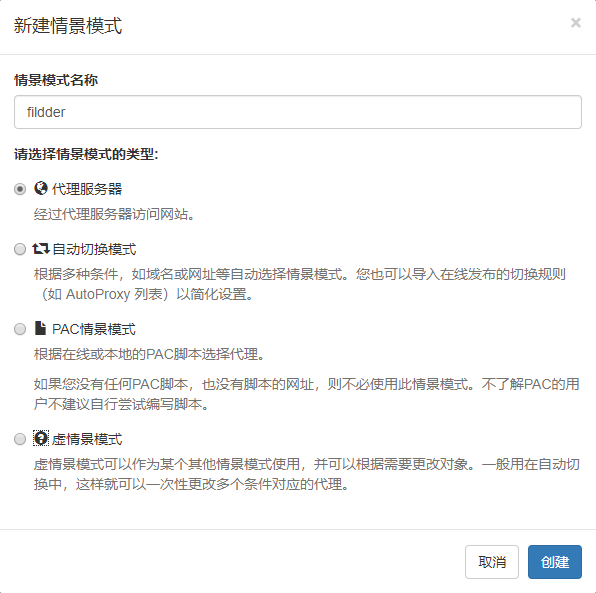 新建情景模式
×
情景模式名称
fildder
请选择情景模式的类型:
代理服务器
经过代理服务器访问网站。
自动切换模式
根据多种条件，如域名或网址等自动选择情景模式。您也可以导入在线发布的切换规则
（如 AutoProxy 列表）以简化设置。
PAC情景模式
根据在线或本地的PAC脚本选择代理。
如果您没有任何PAC脚本，也没有脚本的网址，则不必使用此情景模式。不了解PAC的用
户不建议自行尝试编写脚本。
虚情景模式
虚情景模式可以作为某个其他情景模式使用，并可以根据需要更改对象。一般用在自动切
换中，这样就可以一次性更改多个条件对应的代理。
取消
创建